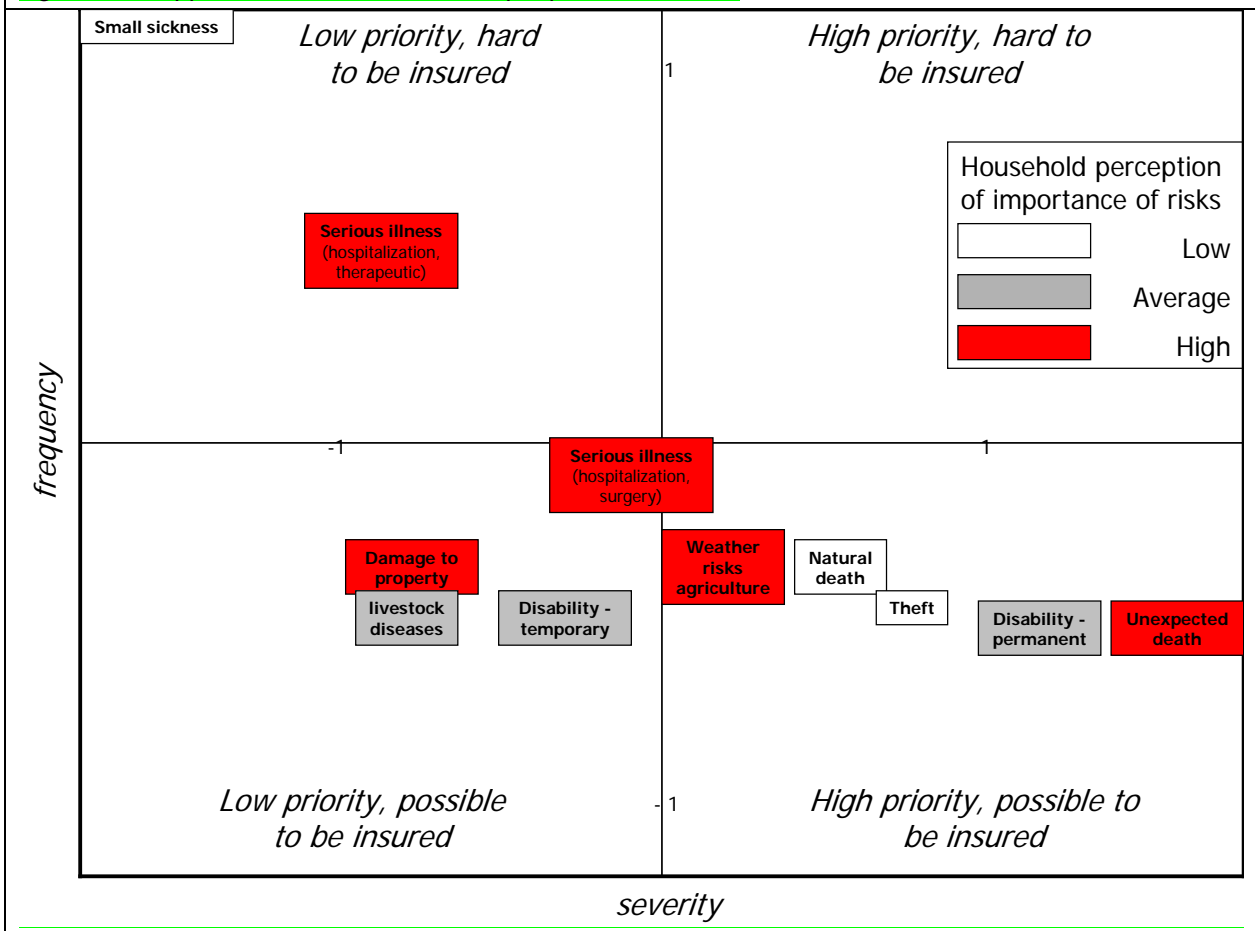 Small sickness
Low priority, hard
to be insured
High priority, hard to
be insured
1
Household perception
of importance of risks
Low
Average
High
Serious illness
(hospitalization,
therapeutic)
frequency
-1
1
Serious illness
(hospitalization,
surgery)
Damage to
property
Weather
risks
agriculture
Natural
death
livestock
diseases
Disability -
temporary
Theft
Disability -
permanent
Unexpected
death
Low priority, possible
to be insured
- 1
High priority, possible to
be insured
severity